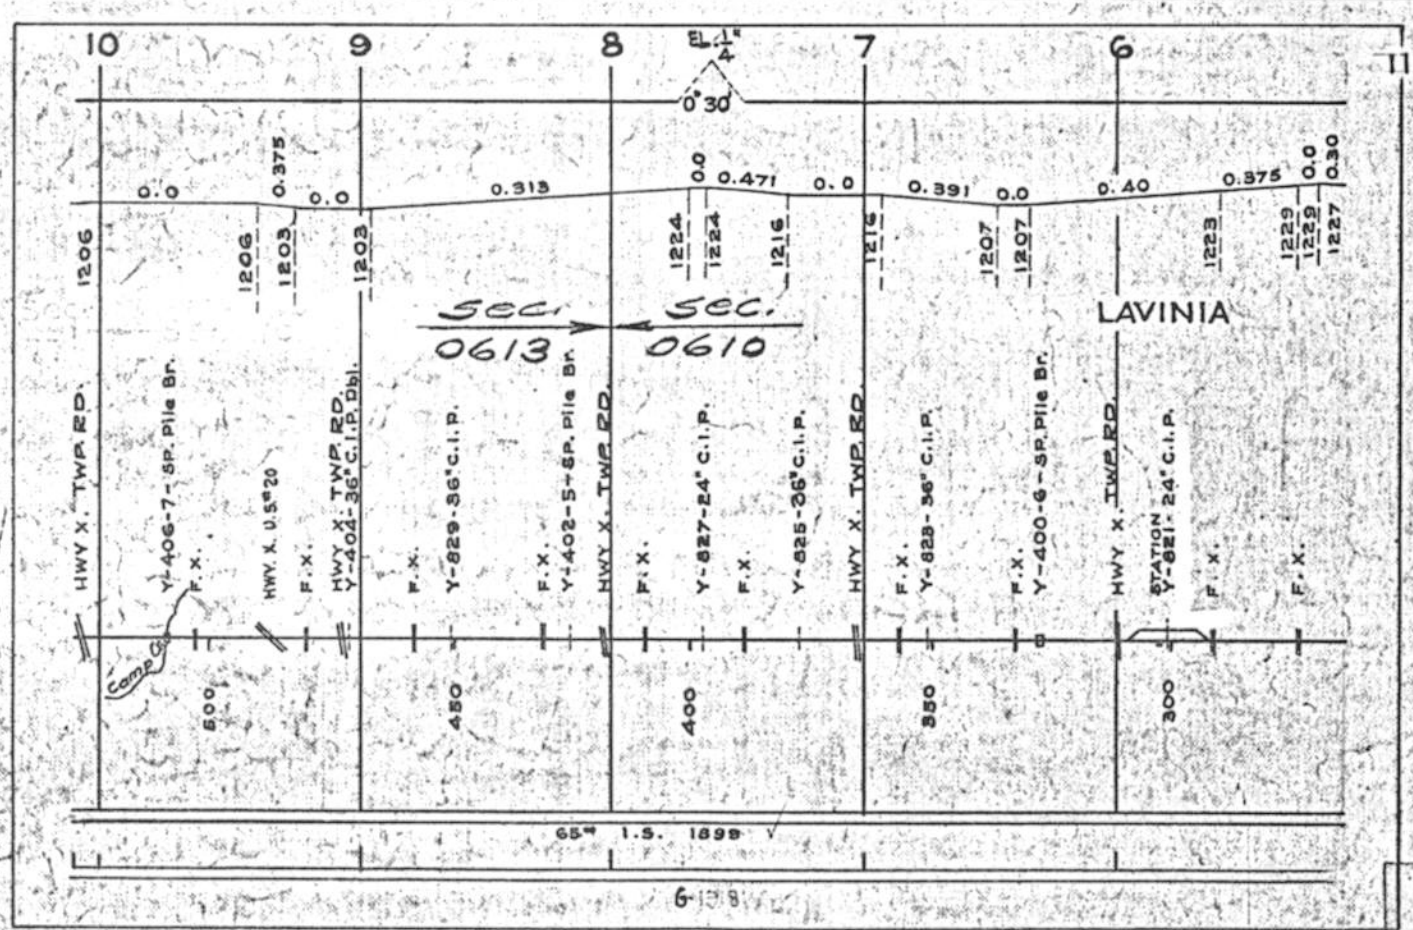 10 9 8 7 6
EL. 1/4"
0°30'
11
0.0 0.375 0.0 0.313 0.0 0.471 0.0 0.391 0.0 0.40 0.375 0.0 0.30
1206 1206 1203 1203 1224 1224 1216 1216 1207 1207 1223 1229 1229 1227
Sec. Sec.
0613 0610
LAVINIA
HWY X. TWP. RD.
Y-406-7-SP. Pile Br.
F. X.
HWY. X. U.S.#20
F. X.
HWY X. TWP. RD.
Y-404-36" C.I.P. Dbl.
F. X.
Y-829-36" C.I.P.
F. X.
Y-402-5-SP. Pile Br.
HWY X. TWP. RD.
F. X.
Y-827-24" C.I.P.
F. X.
Y-825-36" C.I.P.
HWY X. TWP. RD.
F. X.
Y-823-36" C.I.P.
F. X.
Y-400-6-SP. Pile Br.
HWY X. TWP. RD.
STATION
Y-821-24" C.I.P.
F. X.
F. X.
Camp Cr.
500 450 400 350 300
65# I.S. 1899